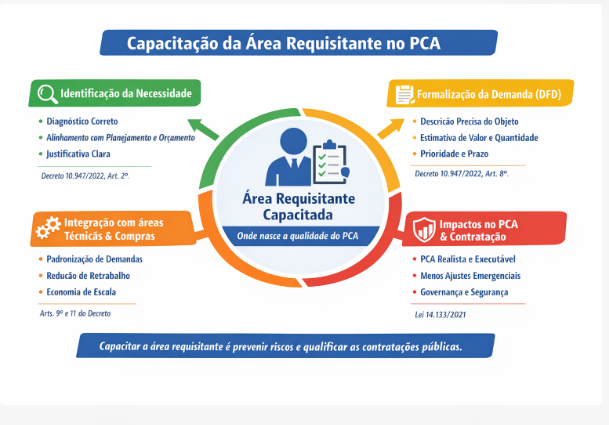 Capacitação da Área Requisitante no PCA
Identificação da Necessidade
• Diagnóstico Correto
• Alinhamento com Planejamento e Orçamento
• Justificativa Clara
Decreto 10.947/2022, Art. 2º.
Formalização da Demanda (DFD)
• Descricão Precisa do Objeto
• Estimativa de Valor e Quantidade
• Prioridade e Prazo
Decreto 10.947/2022, Art. 8º.
Área Requisitante
Capacitada
Onde nasce a qualidade do PCA
Integração com áreas
Técnicãs & Compras
• Padronização de Demandas
• Reducão de Retrabalho
• Economia de Escala
Arts. 9º e 11 do Decreto
Impactos no PCA
& Contratação
• PCA Realista e Executável
• Menos Ajustes Emergenciais
• Governança e Segurança
Lei 14.133/2021
Capacitar a área requisitante é prevenir riscos e qualificar as contratações públicas.